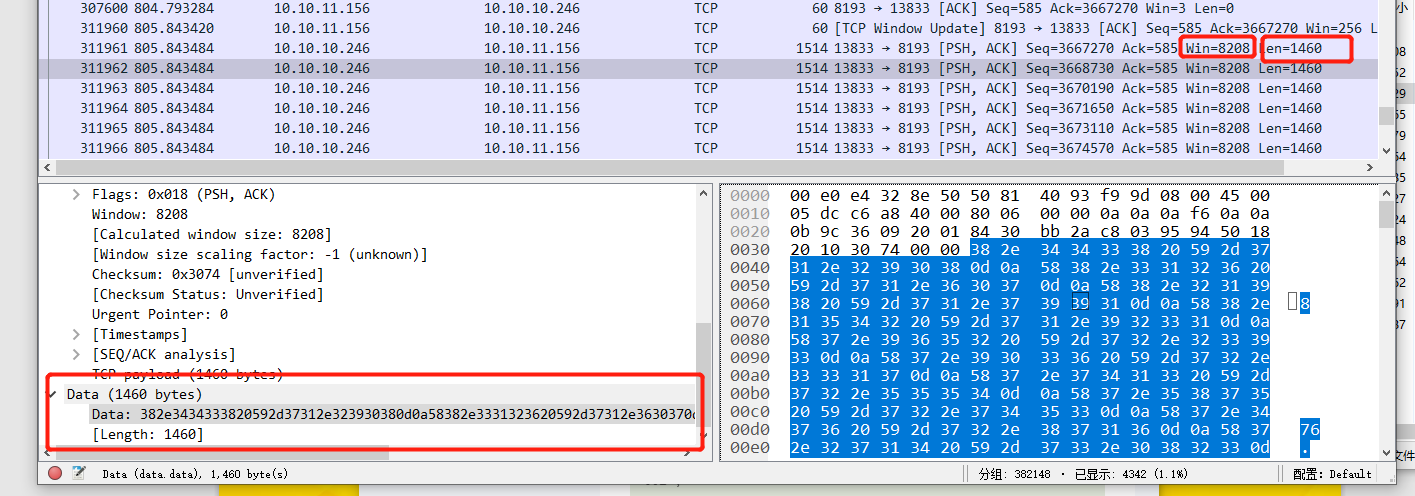 307600 804.793284 10.10.11.156 10.10.10.246 TCP 60 8193 → 13833 [ACK] Seq=585 Ack=3667270 Win=3 Len=0
311960 805.843420 10.10.11.156 10.10.10.246 TCP 60 [TCP Window Update] 8193 → 13833 [ACK] Seq=585 Ack=3667270 Win=256 L
311961 805.843484 10.10.10.246 10.10.11.156 TCP 1514 13833 → 8193 [PSH, ACK] Seq=3667270 Ack=585 Win=8208 Len=1460
311962 805.843484 10.10.10.246 10.10.11.156 TCP 1514 13833 → 8193 [PSH, ACK] Seq=3668730 Ack=585 Win=8208 Len=1460
311963 805.843484 10.10.10.246 10.10.11.156 TCP 1514 13833 → 8193 [PSH, ACK] Seq=3670190 Ack=585 Win=8208 Len=1460
311964 805.843484 10.10.10.246 10.10.11.156 TCP 1514 13833 → 8193 [PSH, ACK] Seq=3671650 Ack=585 Win=8208 Len=1460
311965 805.843484 10.10.10.246 10.10.11.156 TCP 1514 13833 → 8193 [PSH, ACK] Seq=3673110 Ack=585 Win=8208 Len=1460
311966 805.843484 10.10.10.246 10.10.11.156 TCP 1514 13833 → 8193 [PSH, ACK] Seq=3674570 Ack=585 Win=8208 Len=1460
Flags: 0x018 (PSH, ACK)
Window: 8208
[Calculated window size: 8208]
[Window size scaling factor: -1 (unknown)]
Checksum: 0x3074 [unverified]
[Checksum Status: Unverified]
Urgent Pointer: 0
[Timestamps]
[SEQ/ACK analysis]
TCP payload (1460 bytes)
Data (1460 bytes)
Data: 382e3434333820592d37312e323930380d0a58382e3331323620592d37312e3630370d
[Length: 1460]
0000 00 e0 e4 32 8e 50 50 81 40 93 f9 9d 08 00 45 00
0010 05 dc c6 a8 40 00 80 06 00 00 0a 0a 0a f6 0a 0a
0020 0b 9c 36 09 20 01 84 30 bb 2a c8 03 95 94 50 18
0030 20 10 30 74 00 00 38 2e 34 34 33 38 20 59 2d 37
0040 31 2e 32 39 30 38 0d 0a 58 38 2e 33 31 32 36 20
0050 59 2d 37 31 2e 36 30 37 0d 0a 58 38 2e 32 31 39
0060 38 20 59 2d 37 31 2e 37 39 39 31 0d 0a 58 38 2e 8
0070 31 35 34 32 20 59 2d 37 31 2e 39 32 33 31 0d 0a
0080 58 37 2e 39 36 35 32 20 59 2d 37 32 2e 32 33 39
0090 33 0d 0a 58 37 2e 39 30 33 36 20 59 2d 37 32 2e
00a0 33 33 31 37 0d 0a 58 37 2e 37 34 31 33 20 59 2d
00b0 37 32 2e 35 35 35 34 0d 0a 58 37 2e 35 38 37 35
00c0 20 59 2d 37 32 2e 37 34 35 33 0d 0a 58 37 2e 34
00d0 37 36 20 59 2d 37 32 2e 38 37 31 36 0d 0a 58 37 76
00e0 2e 32 37 31 34 20 59 2d 37 33 2e 30 38 32 33 0d .
Data (data.data), 1,460 byte(s)
分组: 382148 · 已显示: 4342 (1.1%)
配置: Default